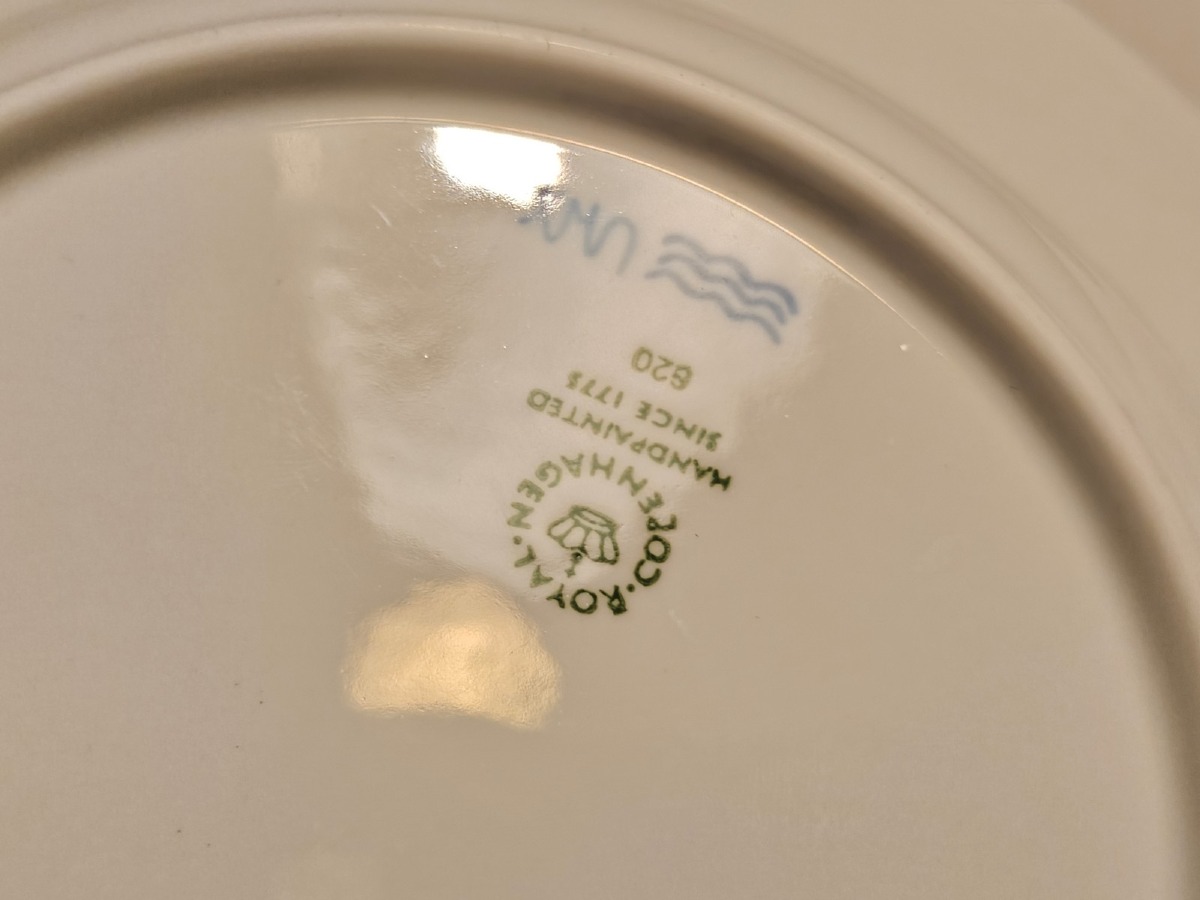 ROYAL.COPENHAGEN.
HANDPAINTED
SINCE 1775
620